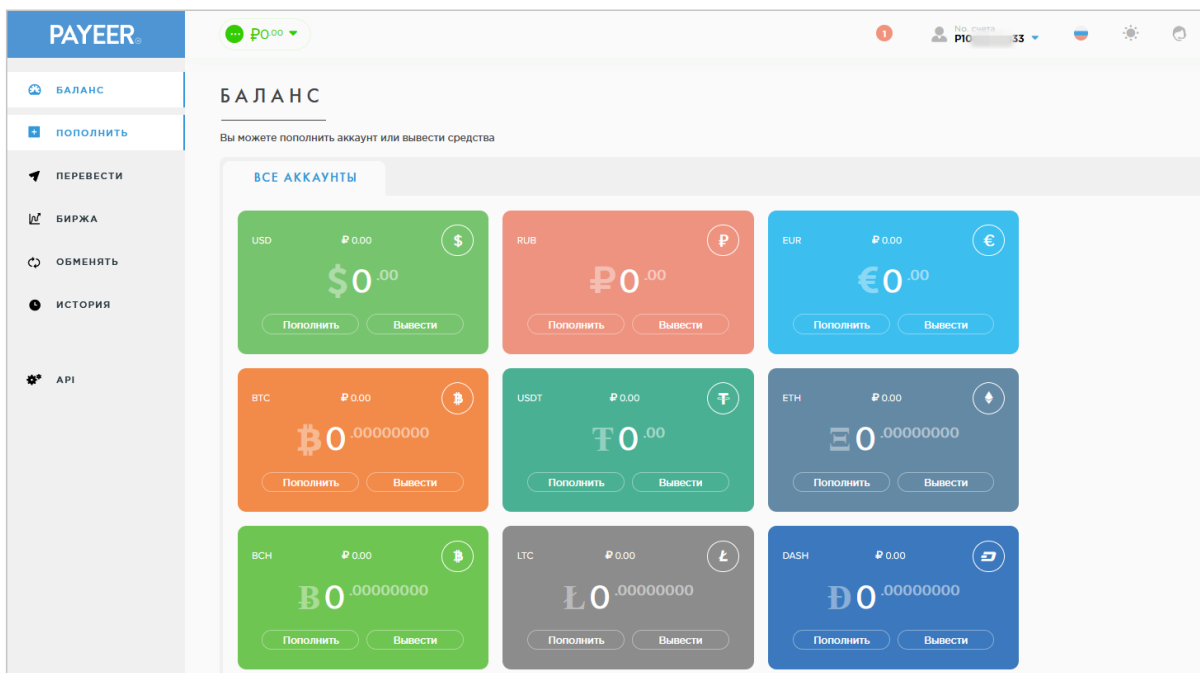 PAYEER®
₽0.00
1
No. счета
P10 33
БАЛАНС
ПОПОЛНИТЬ
ПЕРЕВЕСТИ
БИРЖА
ОБМЕНЯТЬ
ИСТОРИЯ
API
БАЛАНС
Вы можете пополнить аккаунт или вывести средства
ВСЕ АККАУНТЫ
USD ₽ 0.00 $
$0.00
Пополнить Вывести
RUB ₽
₽0.00
Пополнить Вывести
EUR ₽ 0.00 €
€0.00
Пополнить Вывести
BTC ₽ 0.00
₿0.00000000
Пополнить Вывести
USDT ₽ 0.00 ₮
₮0.00
Пополнить Вывести
ETH ₽ 0.00
Ξ0.00000000
Пополнить Вывести
BCH ₽ 0.00
Ƀ0.00000000
Пополнить Вывести
LTC ₽ 0.00 Ł
Ł0.00000000
Пополнить Вывести
DASH ₽ 0.00
Đ0.00000000
Пополнить Вывести